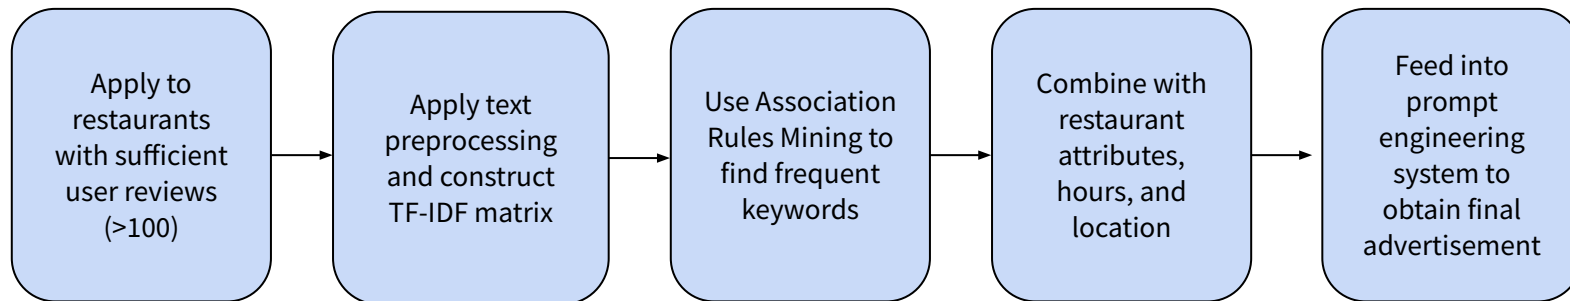 Apply to
restaurants
with sufficient
user reviews
(>100)
Apply text
preprocessing
and construct
TF-IDF matrix
Use Association
Rules Mining to
find frequent
keywords
Combine with
restaurant
attributes,
hours, and
location
Feed into
prompt
engineering
system to
obtain final
advertisement